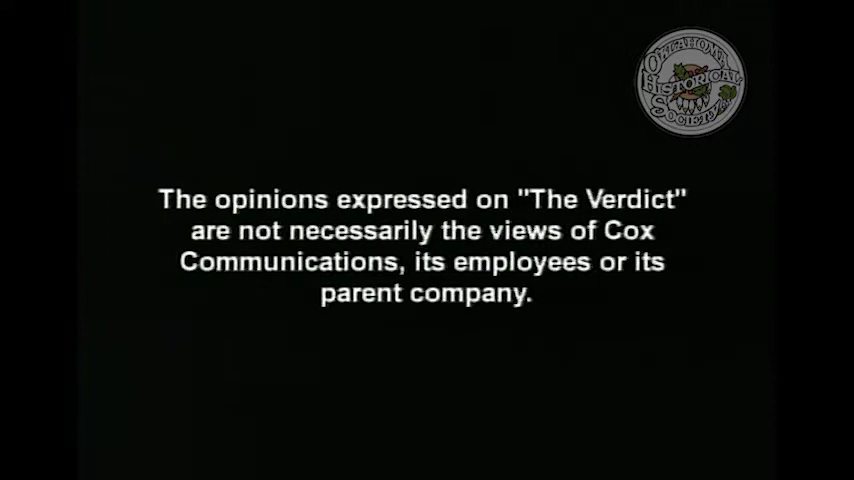 OKLAHOMA
HISTORICAL
SOCIETY
The opinions expressed on "The Verdict"
are not necessarily the views of Cox
Communications, its employees or its
parent company.